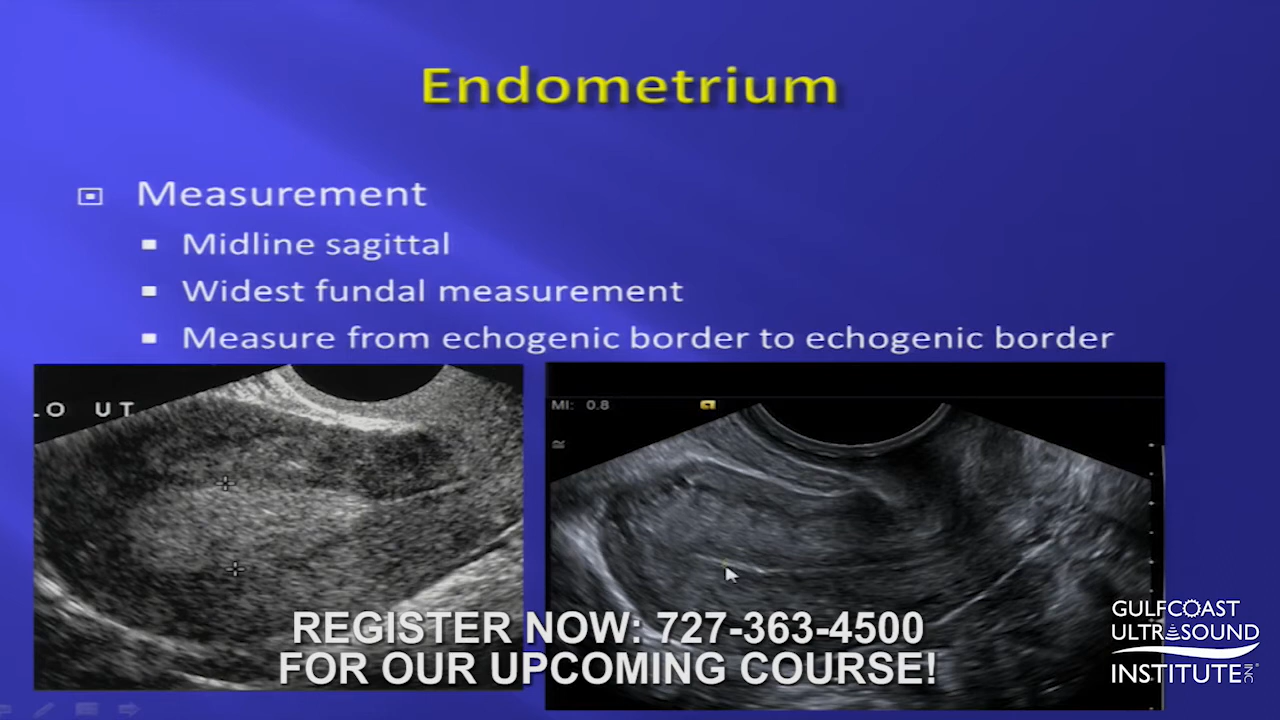 Endometrium
Measurement
Midline sagittal
Widest fundal measurement
Measure from echogenic border to echogenic border
LO UT
MI: 0.8
REGISTER NOW: 727-363-4500
FOR OUR UPCOMING COURSE!
GULFCOAST
ULTRASOUND
INSTITUTE INC